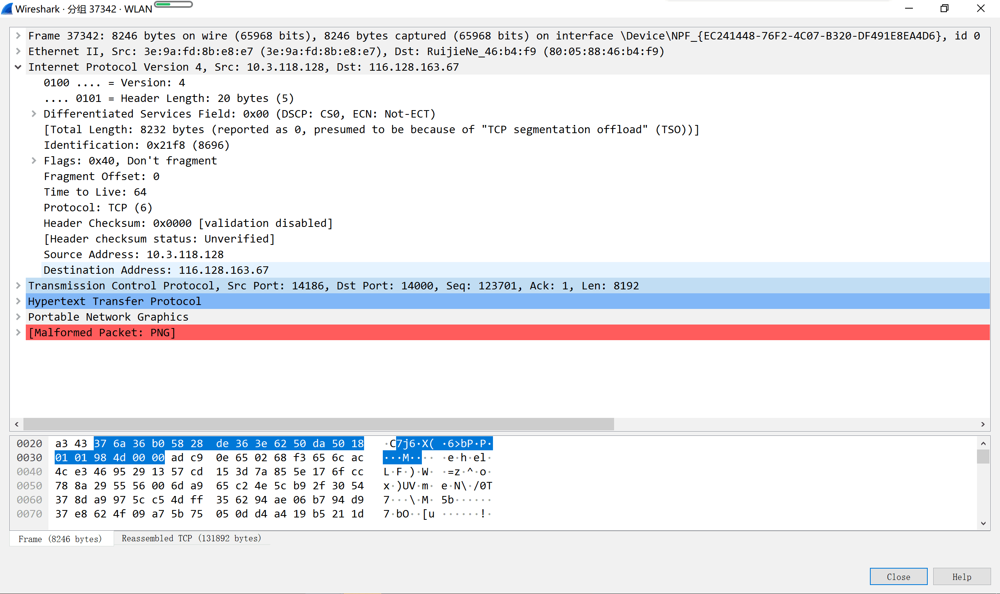 Wireshark · 分组 37342 · WLAN
Frame 37342: 8246 bytes on wire (65968 bits), 8246 bytes captured (65968 bits) on interface \Device\NPF_{EC241448-76F2-4C07-B320-DF491E8EA4D6}, id 0
Ethernet II, Src: 3e:9a:fd:8b:e8:e7 (3e:9a:fd:8b:e8:e7), Dst: RuijieNe_46:b4:f9 (80:05:88:46:b4:f9)
Internet Protocol Version 4, Src: 10.3.118.128, Dst: 116.128.163.67
0100 .... = Version: 4
.... 0101 = Header Length: 20 bytes (5)
Differentiated Services Field: 0x00 (DSCP: CS0, ECN: Not-ECT)
[Total Length: 8232 bytes (reported as 0, presumed to be because of "TCP segmentation offload" (TSO))]
Identification: 0x21f8 (8696)
Flags: 0x40, Don't fragment
Fragment Offset: 0
Time to Live: 64
Protocol: TCP (6)
Header Checksum: 0x0000 [validation disabled]
[Header checksum status: Unverified]
Source Address: 10.3.118.128
Destination Address: 116.128.163.67
Transmission Control Protocol, Src Port: 14186, Dst Port: 14000, Seq: 123701, Ack: 1, Len: 8192
Hypertext Transfer Protocol
Portable Network Graphics
[Malformed Packet: PNG]
0020 a3 43 37 6a 36 b0 58 28 de 36 3e 62 50 da 50 18 ·C7j6·X( ·6>bP·P·
0030 01 01 98 4d 00 00 ad c9 0e 65 02 68 f3 65 6c ac ···M···· ·e·h·el·
0040 4c e3 46 95 29 13 57 cd 15 3d 7a 85 5e 17 6f cc L·F·)·W· ·=z·^·o·
0050 78 8a 29 55 56 00 6d a9 65 c2 4e 5c b9 2f 30 54 x·)UV·m· e·N\·/0T
0060 37 8d a9 97 5c c5 4d ff 35 62 94 ae 06 b7 94 d9 7···\·M· 5b······
0070 37 e8 62 4f 09 a7 5b 75 05 0d d4 a4 19 b5 21 1d 7·bO··[u ······!·
Frame (8246 bytes) Reassembled TCP (131892 bytes)
Close Help